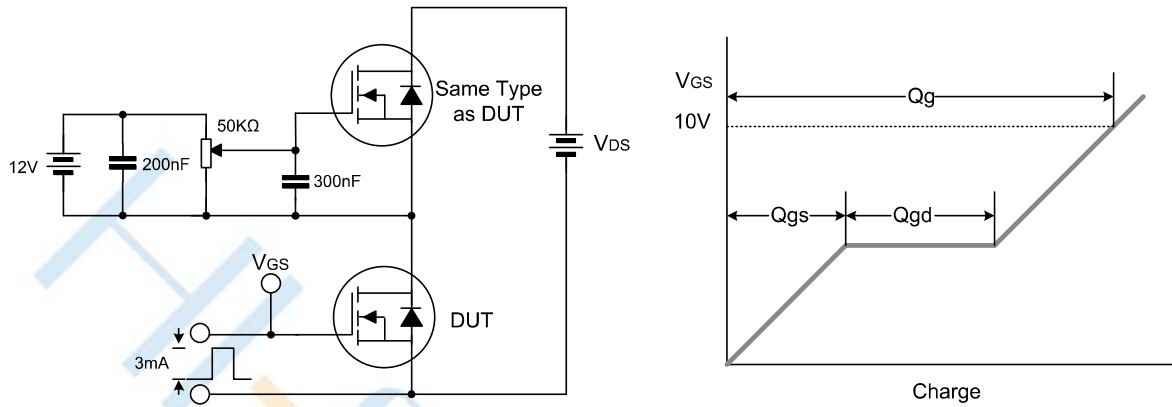 12V
200nF
50KΩ
300nF
Same Type
as DUT
VDS
VGS
DUT
3mA
VGS
10V
Qg
Qgs
Qgd
Charge